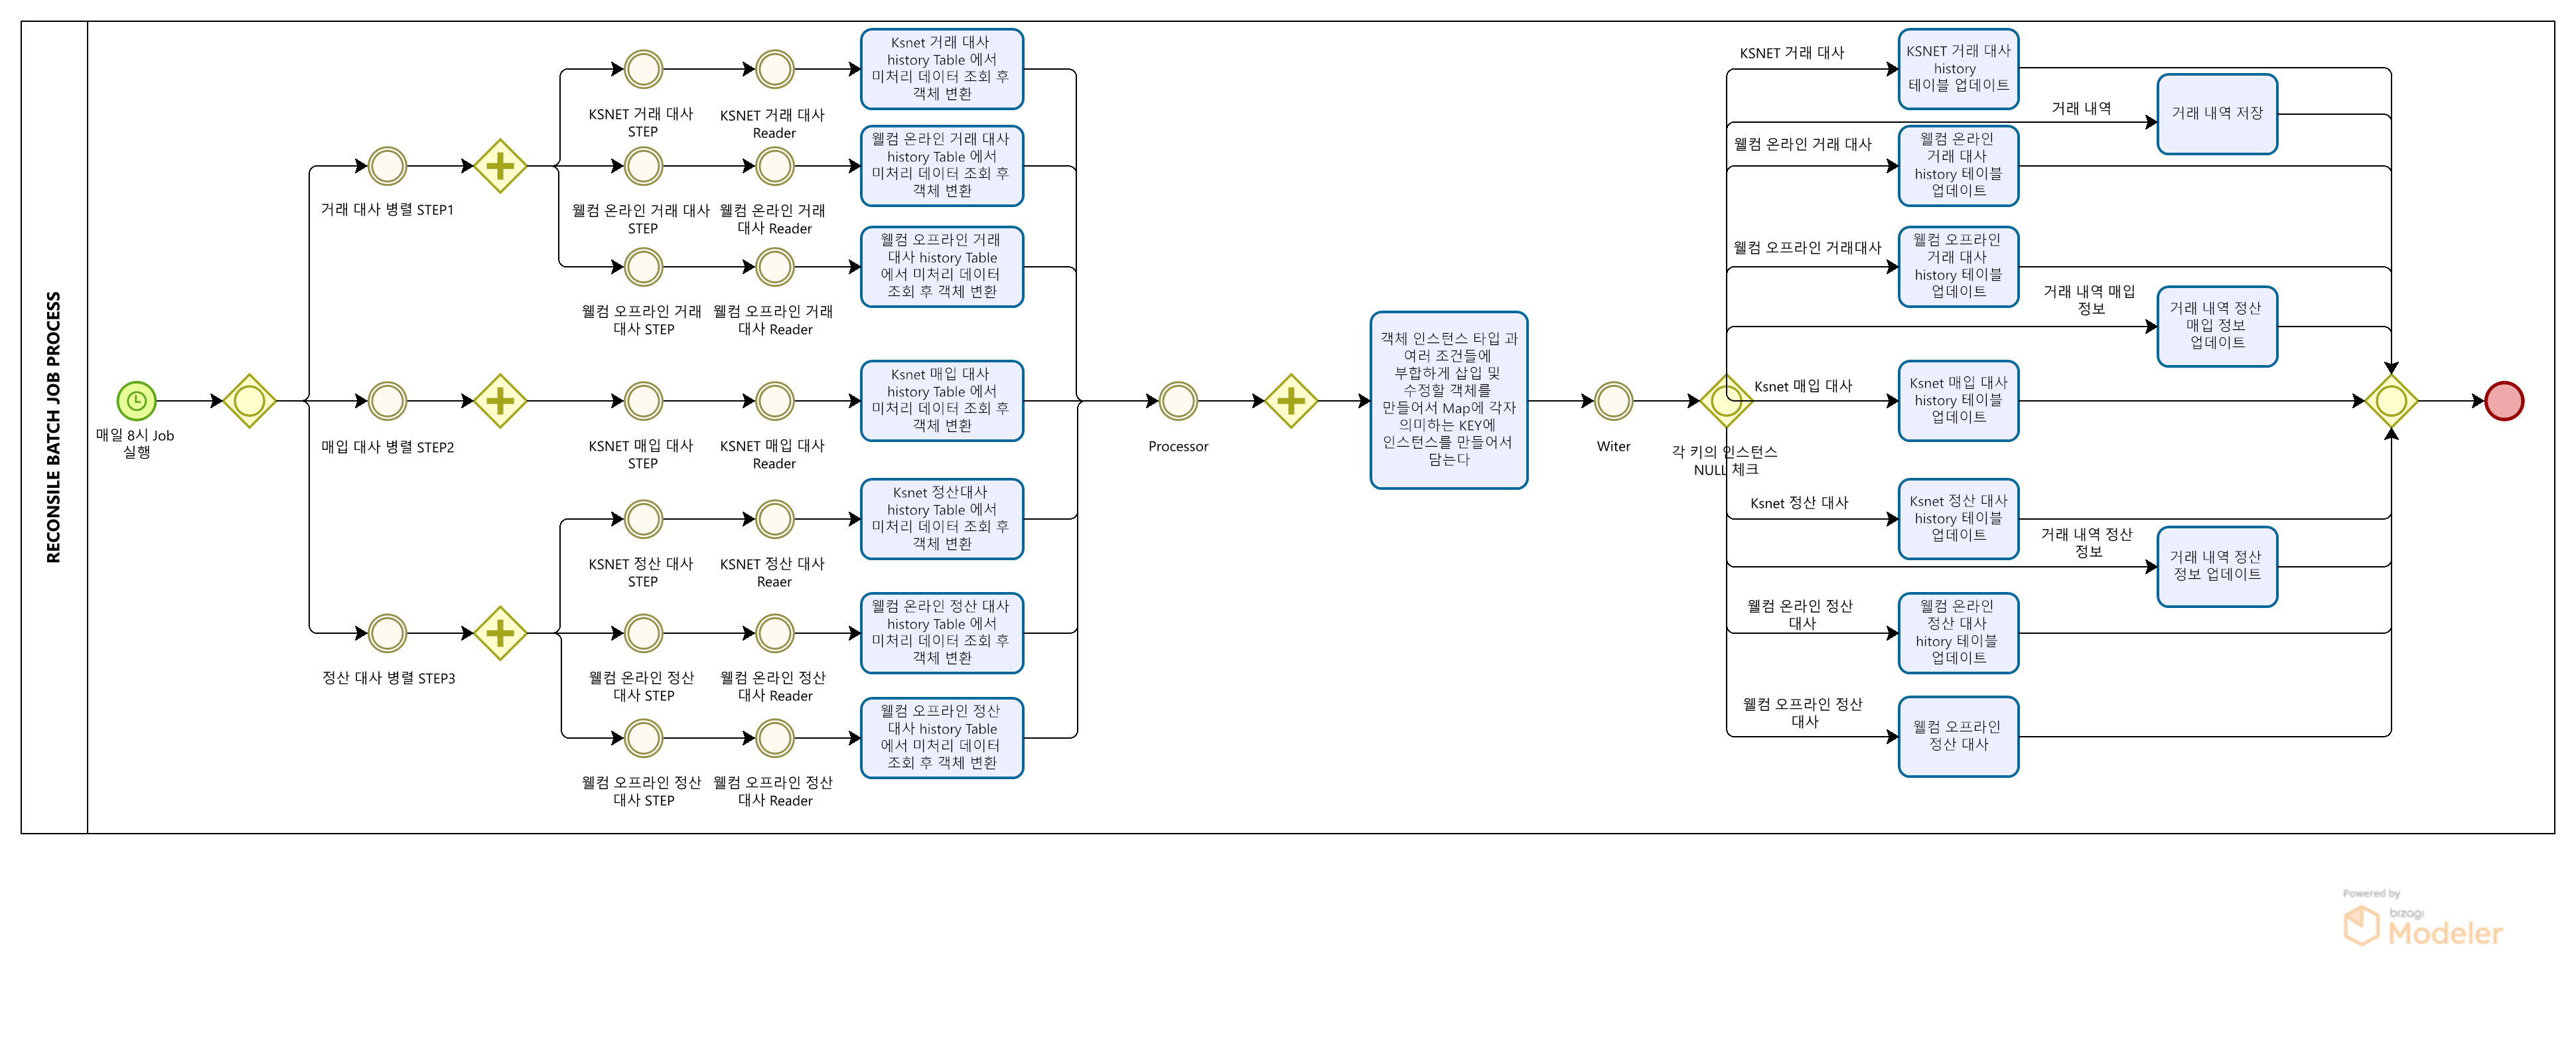 RECONSILE BATCH JOB PROCESS
매일 8시 Job
실행
거래 대사 병렬 STEP1
매입 대사 병렬 STEP2
정산 대사 병렬 STEP3
KSNET 거래 대사
STEP
KSNET 거래 대사
Reader
Ksnet 거래 대사
history Table 에서
미처리 데이터 조회 후
객체 변환
웰컴 온라인 거래 대사
STEP
웰컴 온라인 거래
대사 Reader
웰컴 온라인 거래 대사
history Table 에서
미처리 데이터 조회 후
객체 변환
웰컴 오프라인 거래
대사 STEP
웰컴 오프라인 거래
대사 Reader
웰컴 오프라인 거래
대사 history Table
에서 미처리 데이터
조회 후 객체 변환
KSNET 매입 대사
STEP
KSNET 매입 대사
Reader
Ksnet 매입 대사
history Table 에서
미처리 데이터 조회 후
객체 변환
KSNET 정산 대사
STEP
KSNET 정산 대사
Reaer
Ksnet 정산대사
history Table 에서
미처리 데이터 조회 후
객체 변환
웰컴 온라인 정산
대사 STEP
웰컴 온라인 정산
대사 Reader
웰컴 온라인 정산 대사
history Table 에서
미처리 데이터 조회 후
객체 변환
웰컴 오프라인 정산
대사 STEP
웰컴 오프라인 정산
대사 Reader
웰컴 오프라인 정산
대사 history Table
에서 미처리 데이터
조회 후 객체 변환
Processor
객체 인스턴스 타입 과
여러 조건들에
부합하게 삽입 및
수정할 객체를
만들어서 Map에 각자
의미하는 KEY에
인스턴스를 만들어서
담는다
Witer
각 키의 인스턴스
NULL 체크
KSNET 거래 대사
KSNET 거래 대사
history
테이블 업데이트
거래 내역
거래 내역 저장
웰컴 온라인 거래 대사
웰컴 온라인
거래 대사
history 테이블
업데이트
웰컴 오프라인 거래대사
웰컴 오프라인
거래 대사
history 테이블
업데이트
거래 내역 매입
정보
거래 내역 정산
매입 정보
업데이트
Ksnet 매입 대사
Ksnet 매입 대사
history 테이블
업데이트
Ksnet 정산 대사
Ksnet 정산 대사
history 테이블
업데이트
거래 내역 정산
정보
거래 내역 정산
정보 업데이트
웰컴 온라인 정산
대사
웰컴 온라인
정산 대사
hitory 테이블
업데이트
웰컴 오프라인 정산
대사
웰컴 오프라인
정산 대사
Powered by
bizagi
Modeler